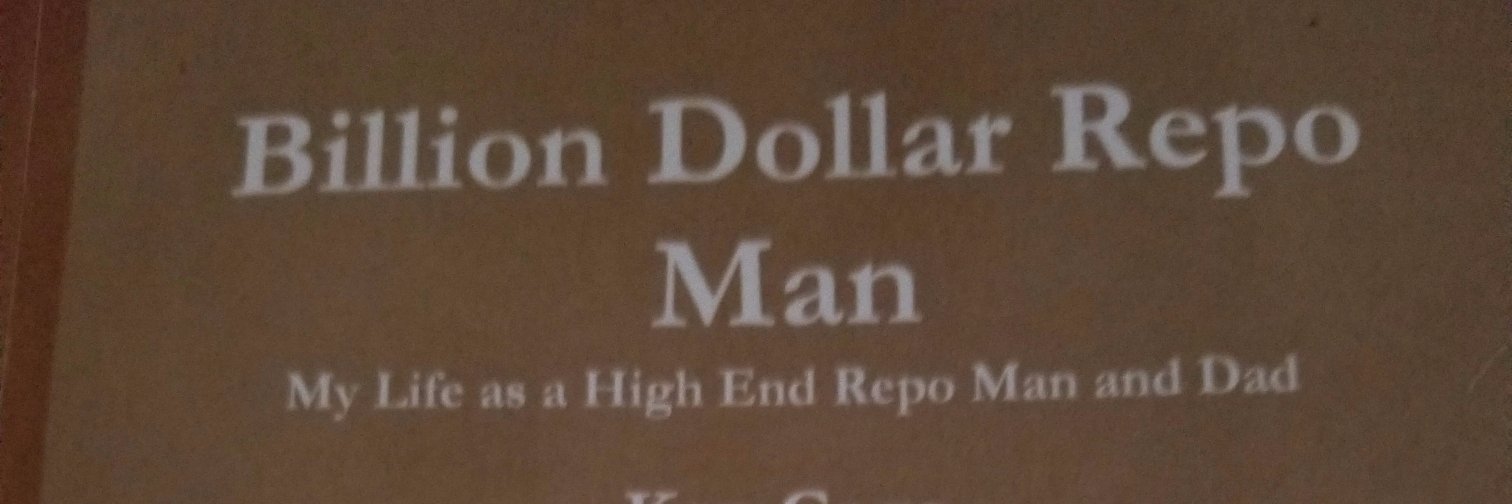 Billion Dollar Repo
Man
My Life as a High End Repo Man and Dad